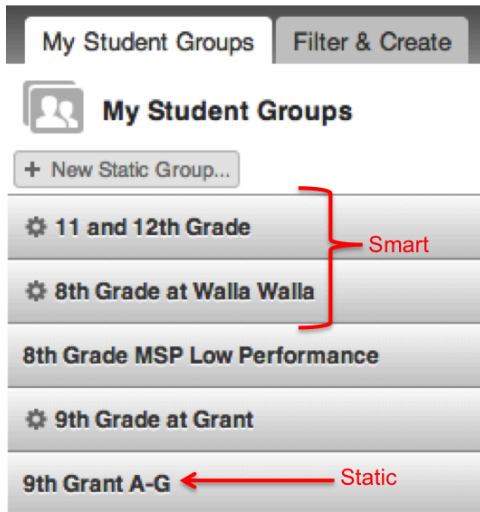 My Student Groups
Filter & Create
My Student Groups
+ New Static Group...
11 and 12th Grade
Smart
8th Grade at Walla Walla
8th Grade MSP Low Performance
9th Grade at Grant
9th Grant A-G
Static